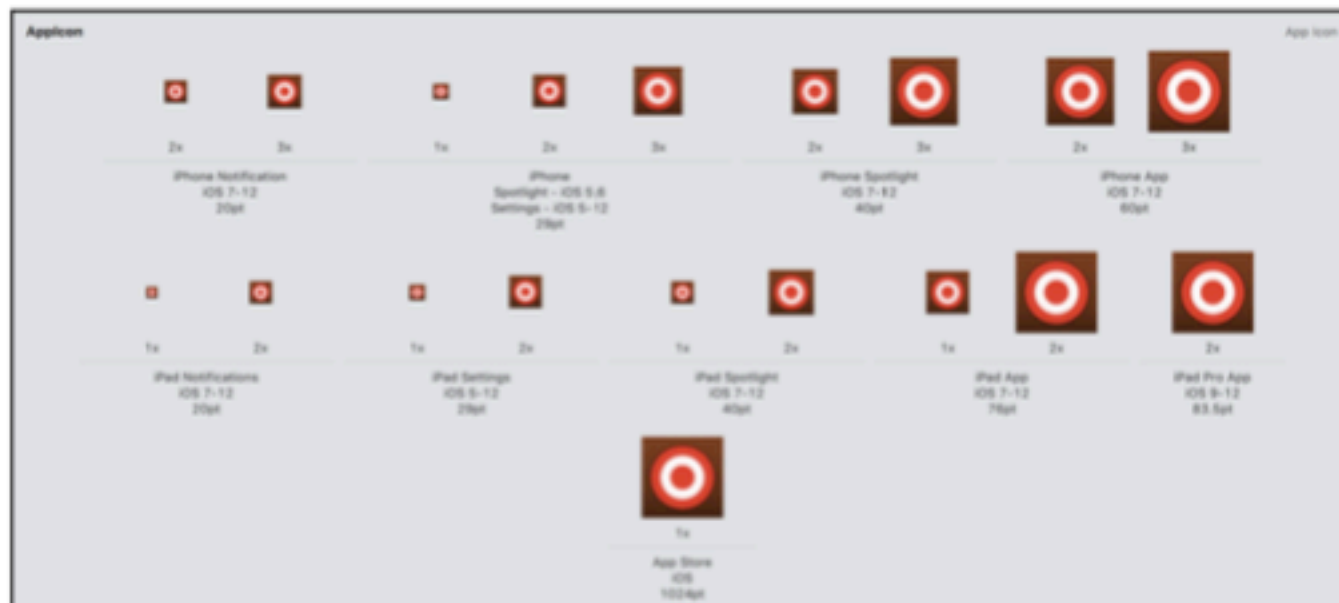 AppIcon
App Icon
2x 3x 1x 2x 3x 2x 3x 2x 3x
iPhone Notification
iOS 7-12
20pt
iPhone
Spotlight - iOS 5,6
Settings - iOS 5-12
29pt
iPhone Spotlight
iOS 7-12
40pt
iPhone App
iOS 7-12
60pt
1x 2x 1x 2x 1x 2x 1x 2x 2x
iPad Notifications
iOS 7-12
20pt
iPad Settings
iOS 5-12
29pt
iPad Spotlight
iOS 7-12
40pt
iPad App
iOS 7-12
76pt
iPad Pro App
iOS 9-12
83.5pt
1x
App Store
iOS
1024pt